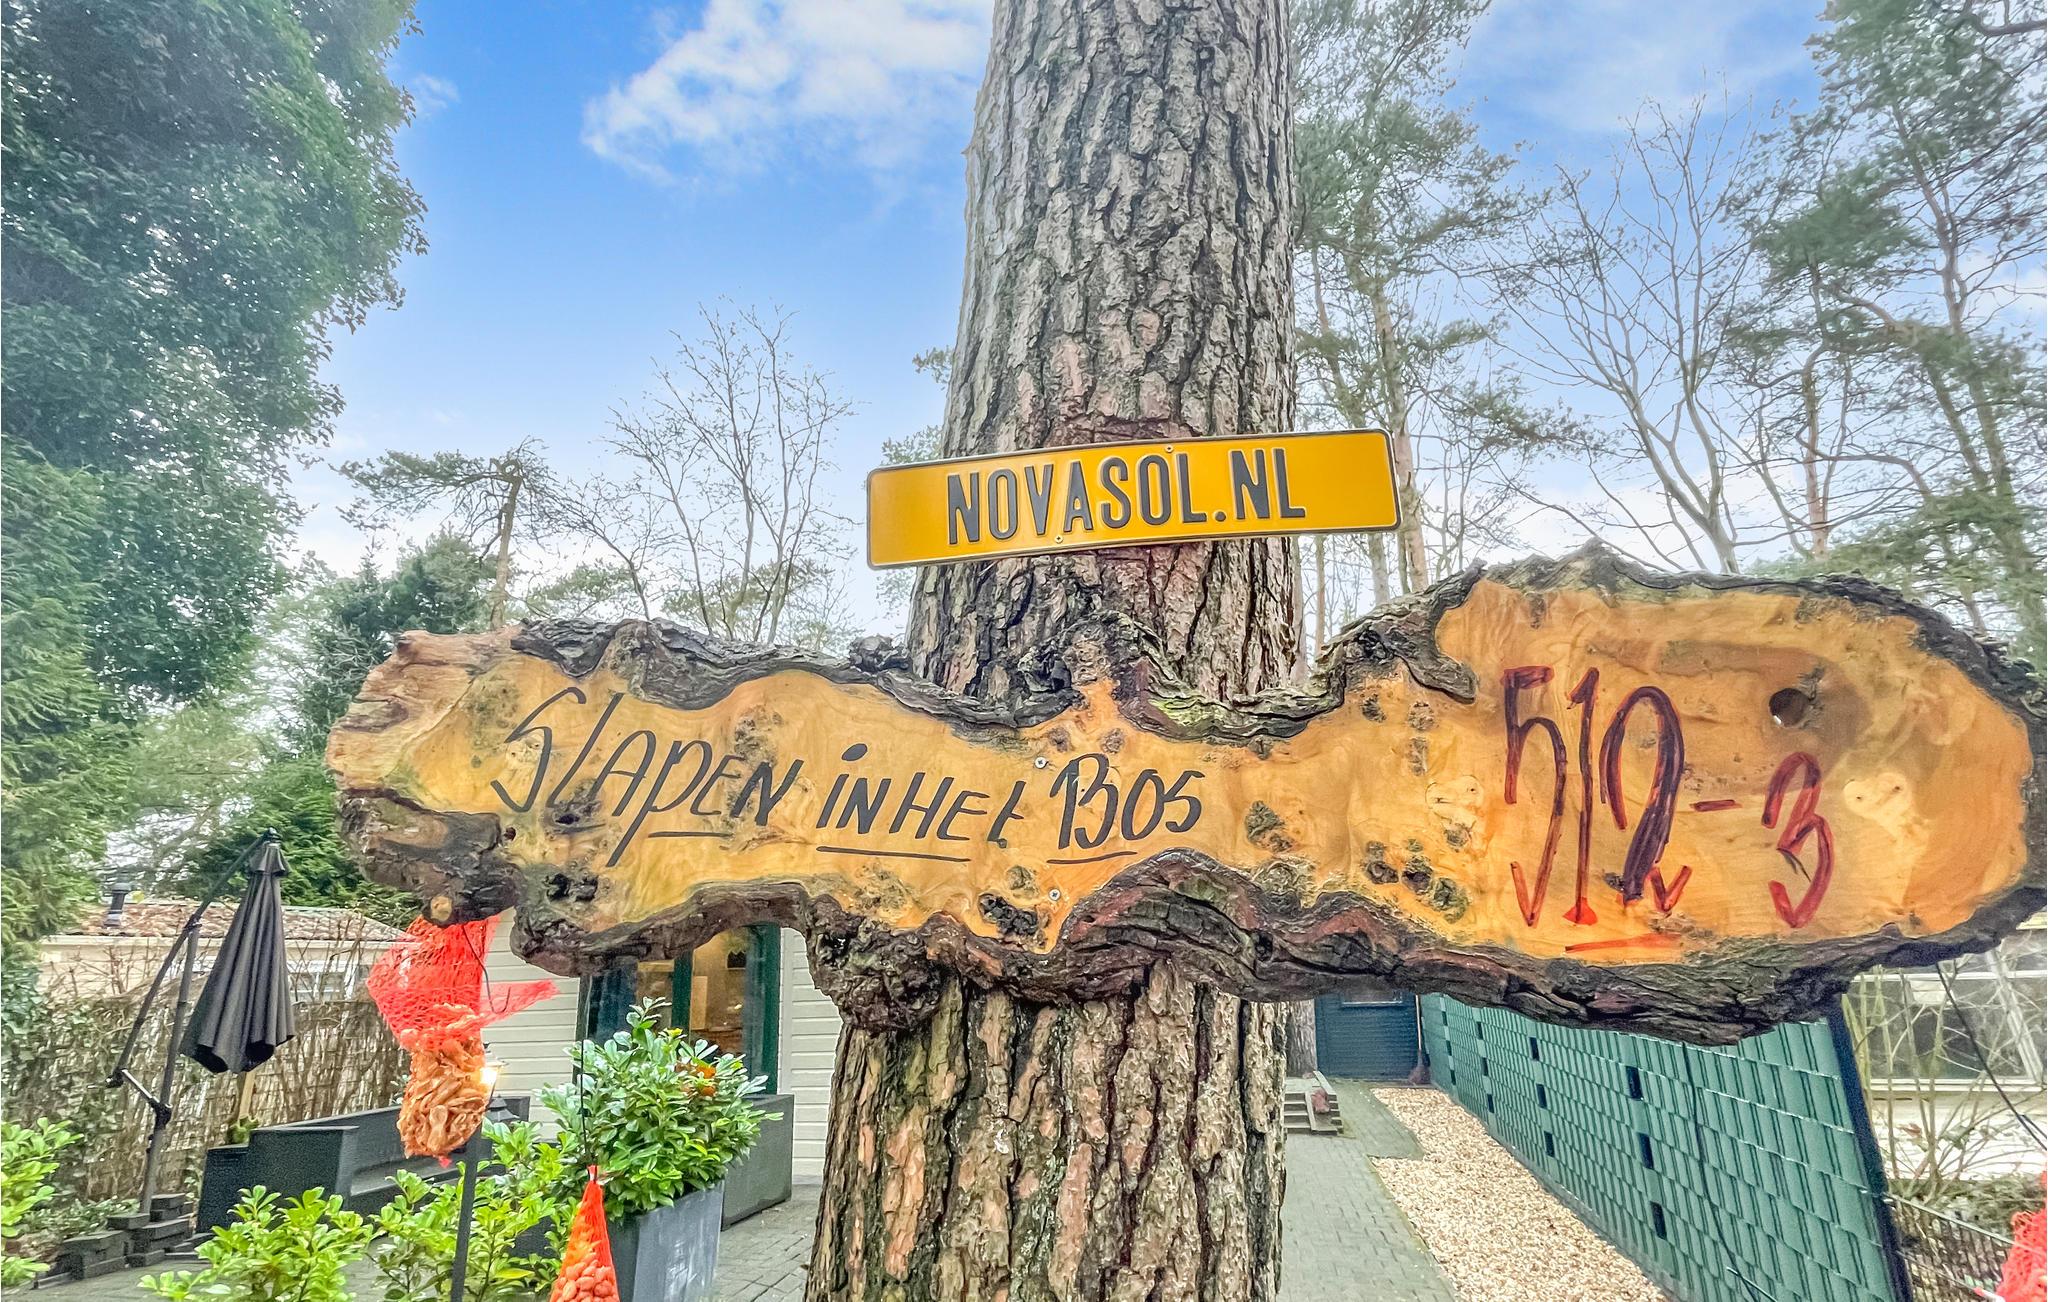 NOVASOL.NL
SLAPEN IN HET BOS
512-3